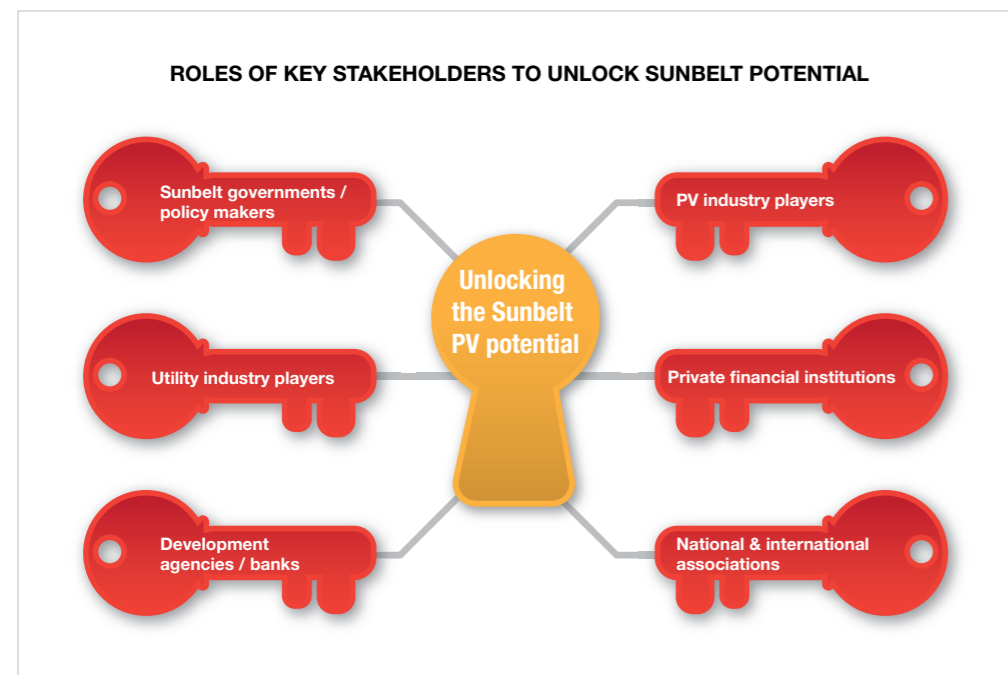 ROLES OF KEY STAKEHOLDERS TO UNLOCK SUNBELT POTENTIAL
Sunbelt governments /
policy makers
Utility industry players
Development
agencies / banks
Unlocking
the Sunbelt
PV potential
PV industry players
Private financial institutions
National & international
associations